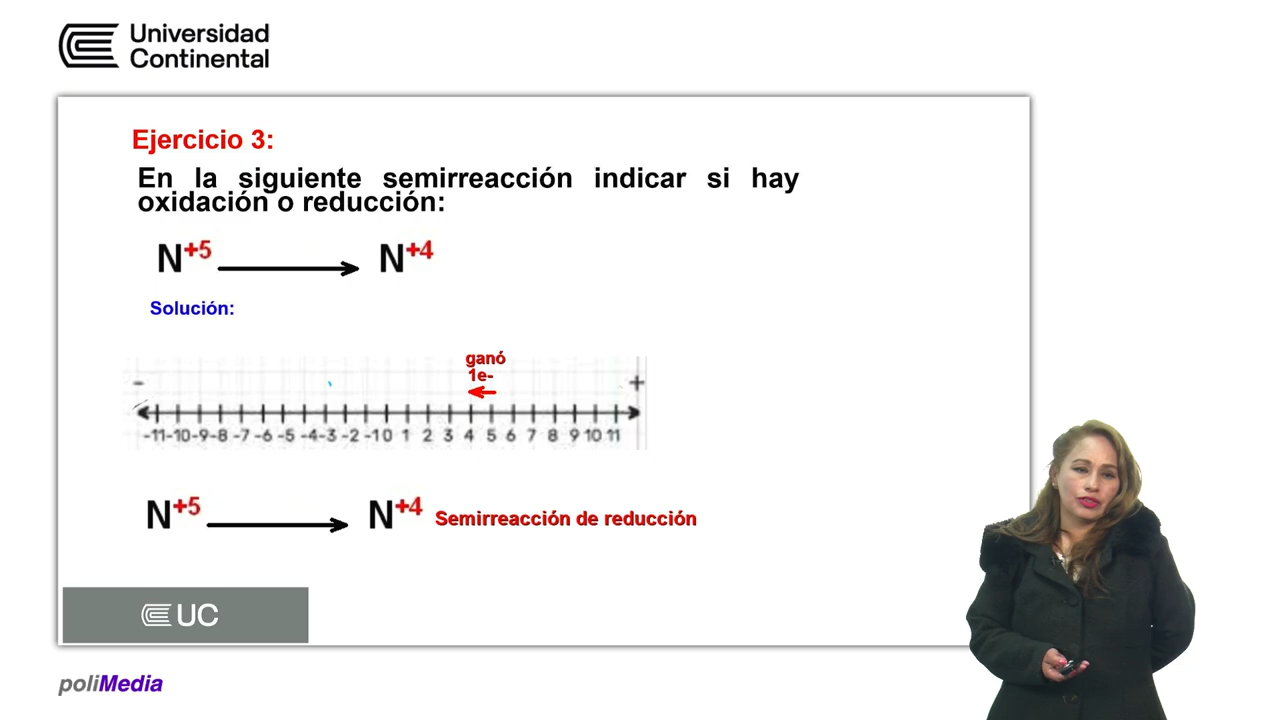 Universidad
Continental
Ejercicio 3:
En la siguiente semirreacción indicar si hay
oxidación o reducción:
N+5 N+4
Solución:
ganó
1e-
- +
-11-10-9-8 -7 -6 -5 -4-3 -2 -1 0 1 2 3 4 5 6 7 8 9 10 11
N+5 N+4 Semirreacción de reducción
UC
poliMedia